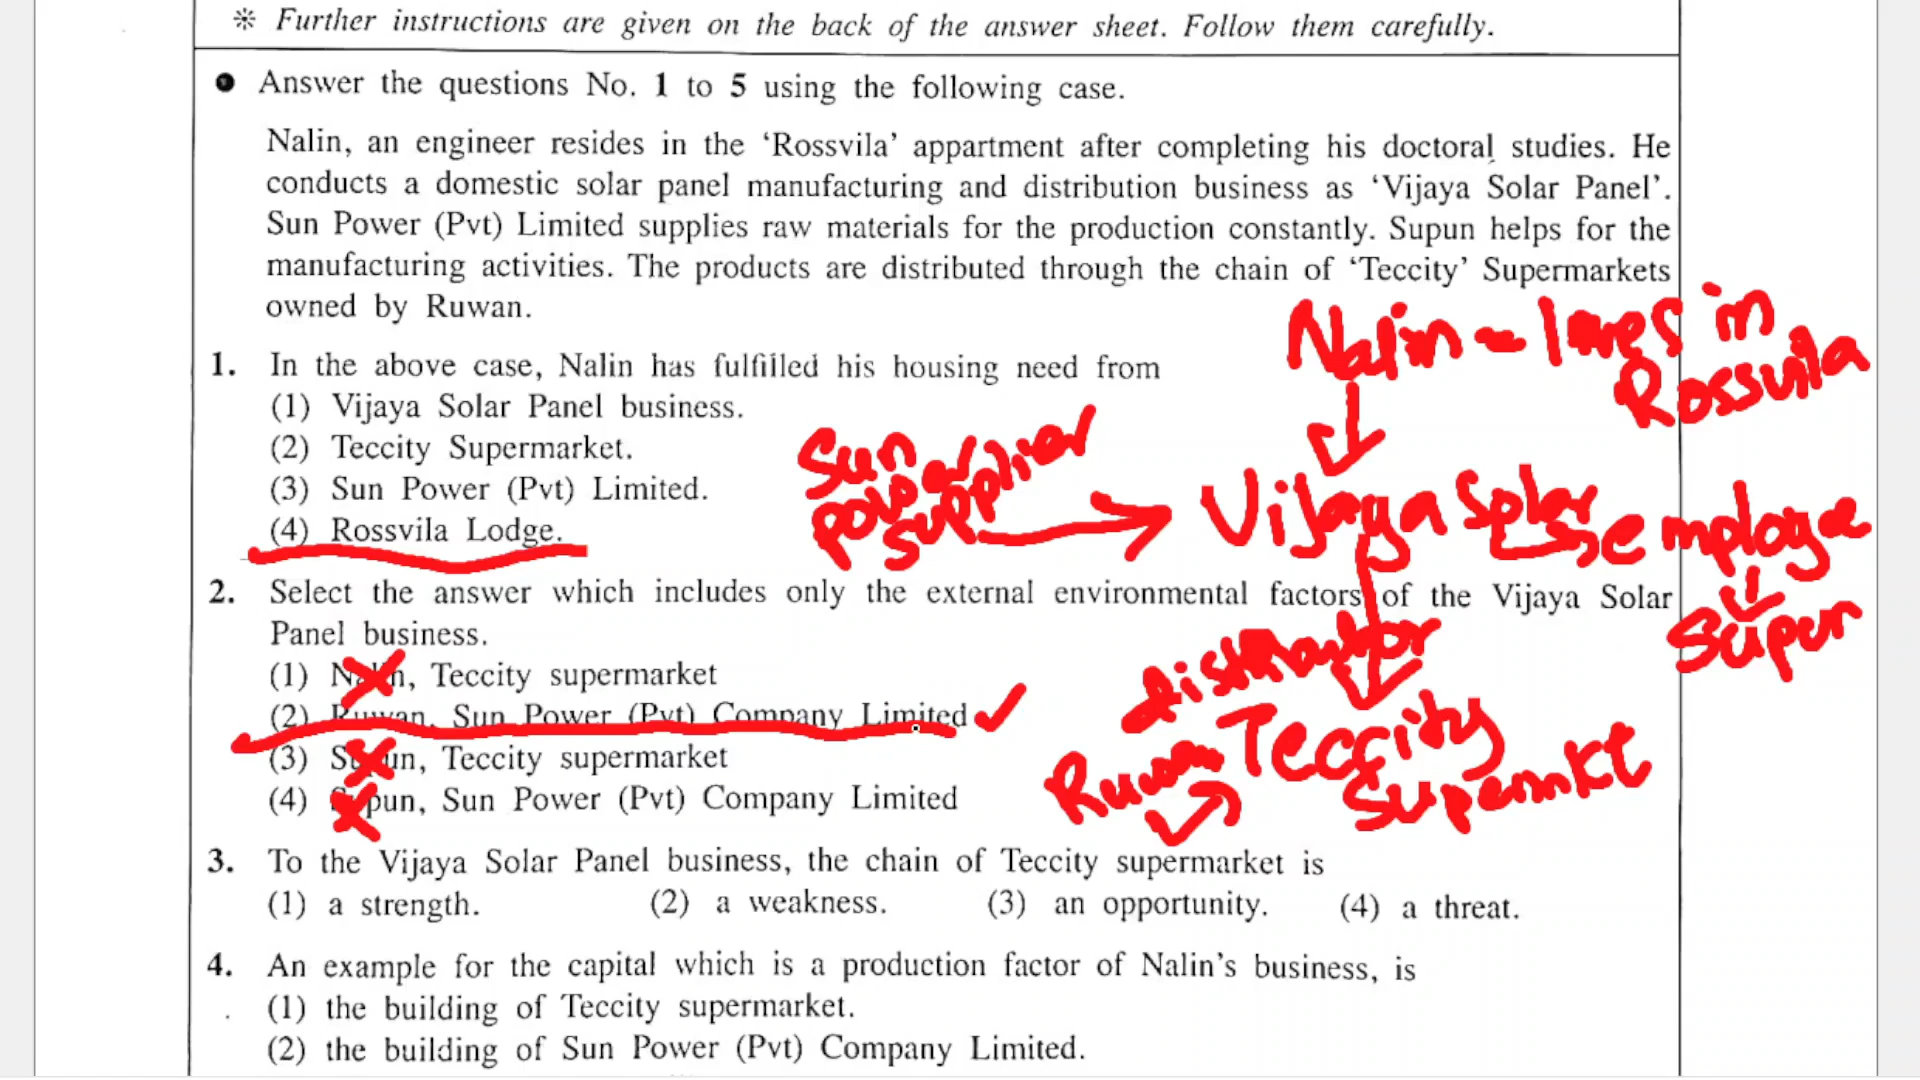 ※ Further instructions are given on the back of the answer sheet. Follow them carefully.
● Answer the questions No. 1 to 5 using the following case.
Nalin, an engineer resides in the ‘Rossvila’ appartment after completing his doctoral studies. He
conducts a domestic solar panel manufacturing and distribution business as ‘Vijaya Solar Panel’.
Sun Power (Pvt) Limited supplies raw materials for the production constantly. Supun helps for the
manufacturing activities. The products are distributed through the chain of ‘Teccity’ Supermarkets
owned by Ruwan.
Nalin - lives in
Rossvila
1. In the above case, Nalin has fulfilled his housing need from
(1) Vijaya Solar Panel business.
(2) Teccity Supermarket.
(3) Sun Power (Pvt) Limited.
(4) Rossvila Lodge.
Sun
power
supplier
Vijaya Solar
employee
Supun
2. Select the answer which includes only the external environmental factors of the Vijaya Solar
Panel business.
(1) Nalin, Teccity supermarket
(2) Ruwan, Sun Power (Pvt) Company Limited
(3) Supun, Teccity supermarket
(4) Supun, Sun Power (Pvt) Company Limited
distributor
Ruwan Teccity
Supermkt
3. To the Vijaya Solar Panel business, the chain of Teccity supermarket is
(1) a strength. (2) a weakness. (3) an opportunity. (4) a threat.
4. An example for the capital which is a production factor of Nalin’s business, is
(1) the building of Teccity supermarket.
(2) the building of Sun Power (Pvt) Company Limited.